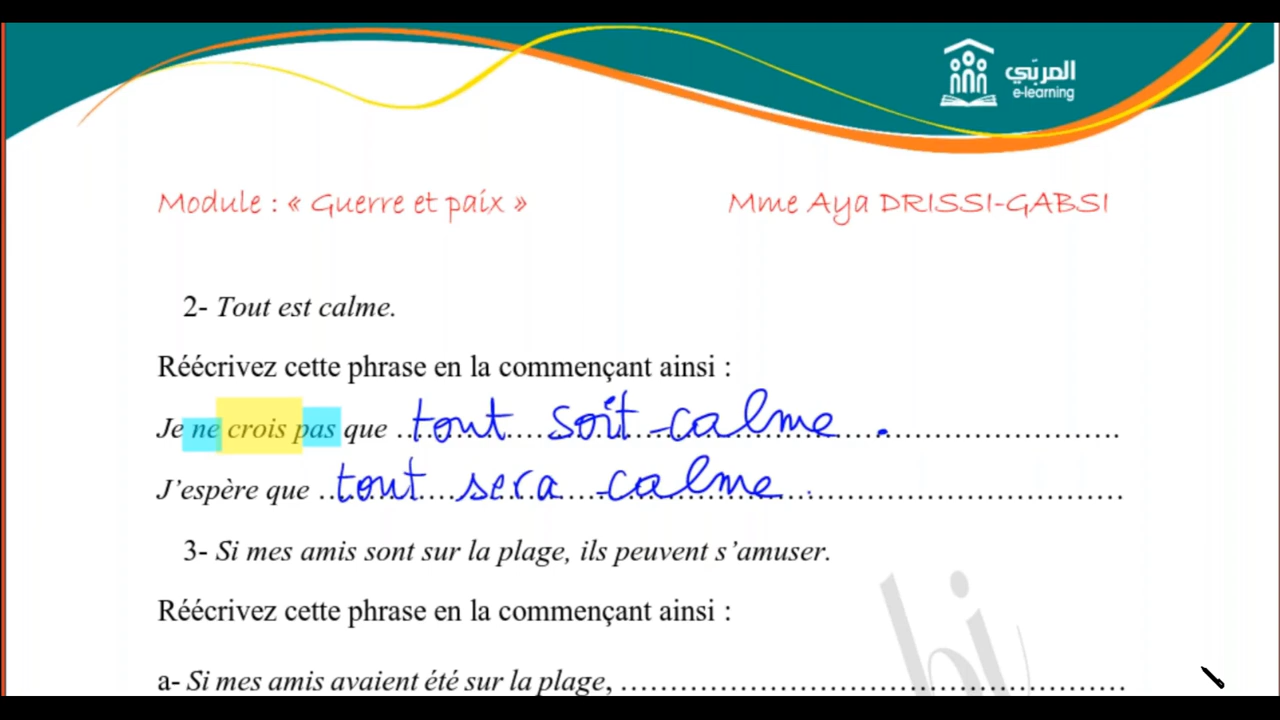 المربّي
e-learning
Module : « Guerre et paix » Mme Aya DRISSI-GABSI
2- Tout est calme.
Réécrivez cette phrase en la commençant ainsi :
Je ne crois pas que tout soit calme.
J’espère que tout sera calme.
3- Si mes amis sont sur la plage, ils peuvent s’amuser.
Réécrivez cette phrase en la commençant ainsi :
a- Si mes amis avaient été sur la plage, ……………………………………………
bi